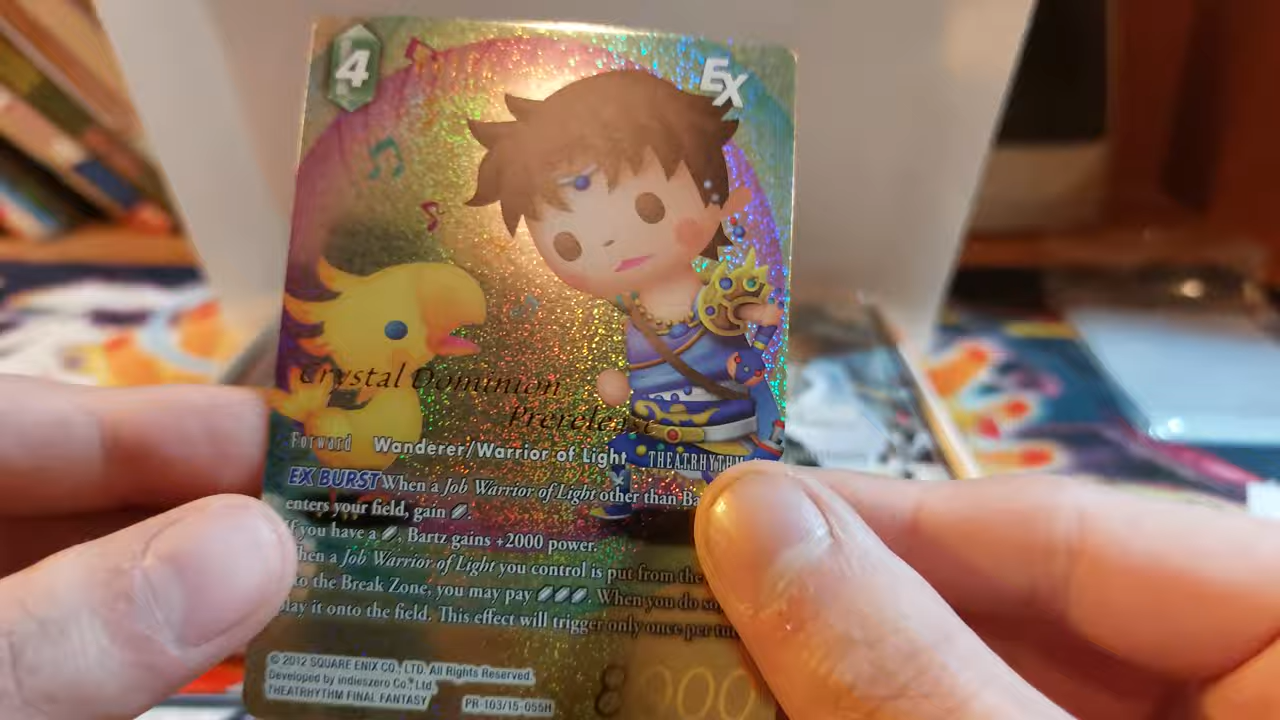 4
EX
Crystal Dominion
Prerelease
Forward Wanderer/Warrior of Light THEATRHYTHM
EX BURST When a Job Warrior of Light other than Ba
enters your field, gain .
If you have a , Bartz gains +2000 power.
When a Job Warrior of Light you control is put from the
to the Break Zone, you may pay . When you do so
play it onto the field. This effect will trigger only once per tu
© 2012 SQUARE ENIX CO., LTD. All Rights Reserved.
Developed by indieszero Co., Ltd.
THEATRHYTHM FINAL FANTASY
PR-103/15-055H
8000